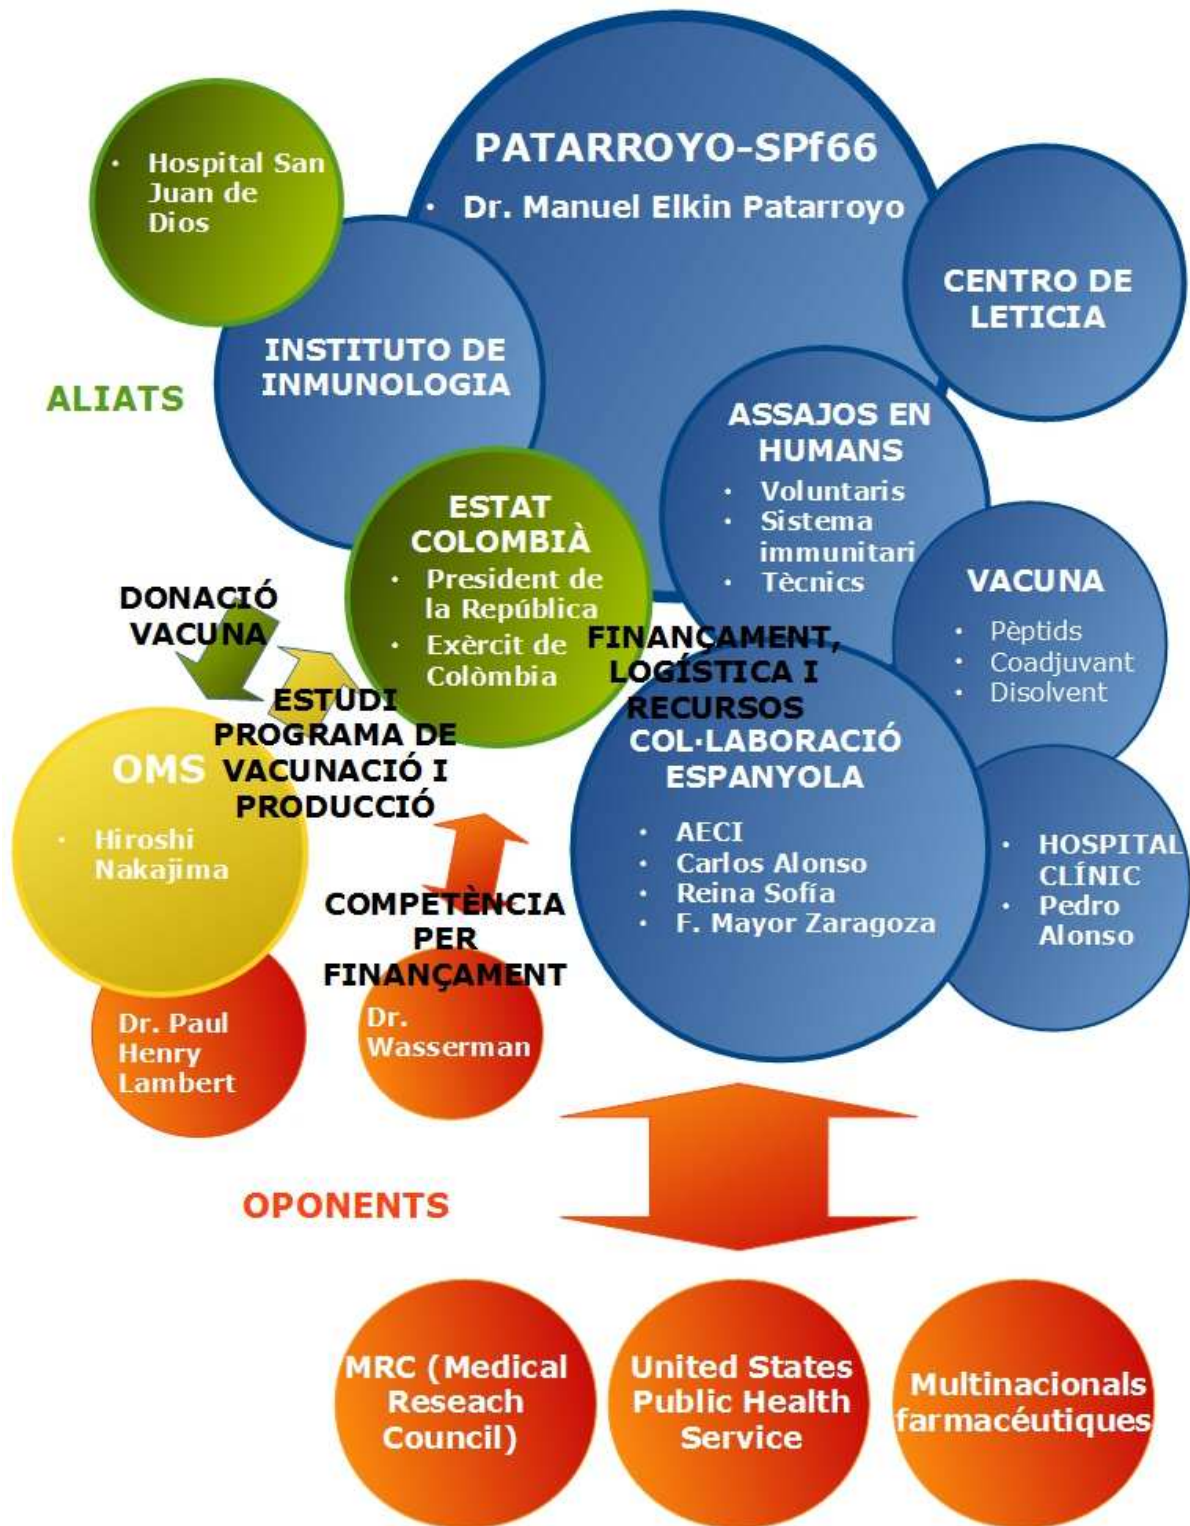 PATARROYO-SPf66
• Dr. Manuel Elkin Patarroyo
• Hospital San
Juan de
Dios
CENTRO DE
LETICIA
INSTITUTO DE
INMUNOLOGIA
ALIATS
ASSAJOS EN
HUMANS
• Voluntaris
• Sistema
immunitari
• Tècnics
ESTAT
COLOMBIÀ
• President de
la República
• Exèrcit de
Colòmbia
VACUNA
• Pèptids
• Coadjuvant
• Disolvent
DONACIÓ
VACUNA
FINANÇAMENT,
LOGÍSTICA I
RECURSOS
ESTUDI
PROGRAMA DE
VACUNACIÓ I
PRODUCCIÓ
COL·LABORACIÓ
ESPANYOLA
• AECI
• Carlos Alonso
• Reina Sofía
• F. Mayor Zaragoza
OMS
• Hiroshi
Nakajima
• HOSPITAL
CLÍNIC
• Pedro
Alonso
COMPETÈNCIA
PER
FINANÇAMENT
Dr. Paul
Henry
Lambert
Dr.
Wasserman
OPONENTS
MRC (Medical
Reseach
Council)
United States
Public Health
Service
Multinacionals
farmacéutiques